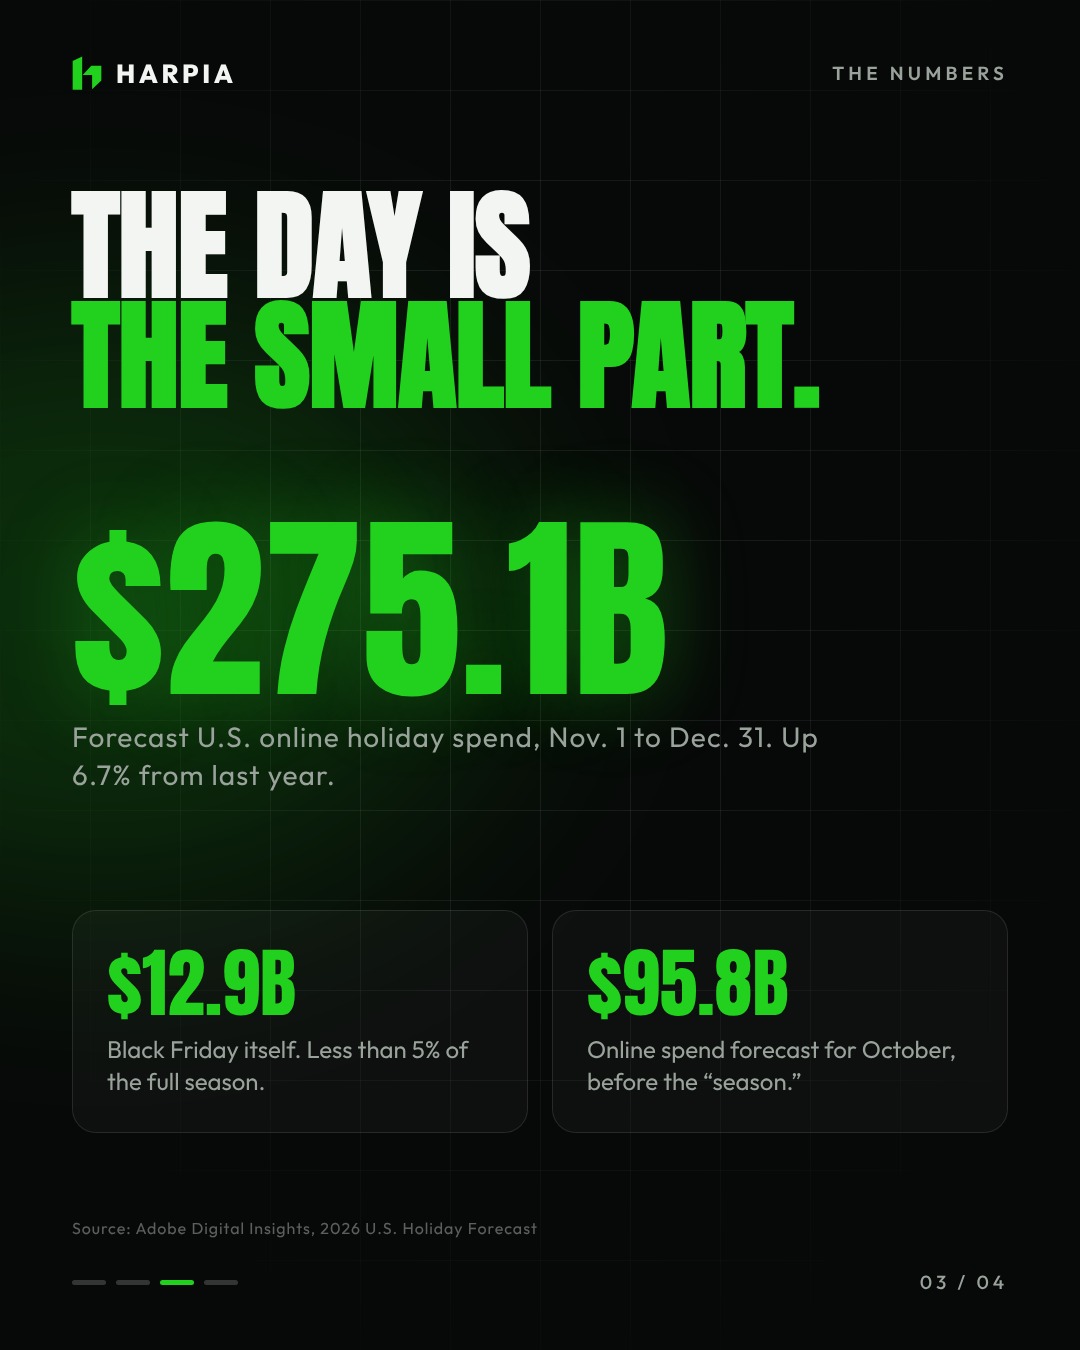 HARPIA
THE NUMBERS
THE DAY IS
THE SMALL PART.
$275.1B
Forecast U.S. online holiday spend, Nov. 1 to Dec. 31. Up
6.7% from last year.
$12.9B
Black Friday itself. Less than 5% of
the full season.
$95.8B
Online spend forecast for October,
before the “season.”
Source: Adobe Digital Insights, 2026 U.S. Holiday Forecast
03 / 04